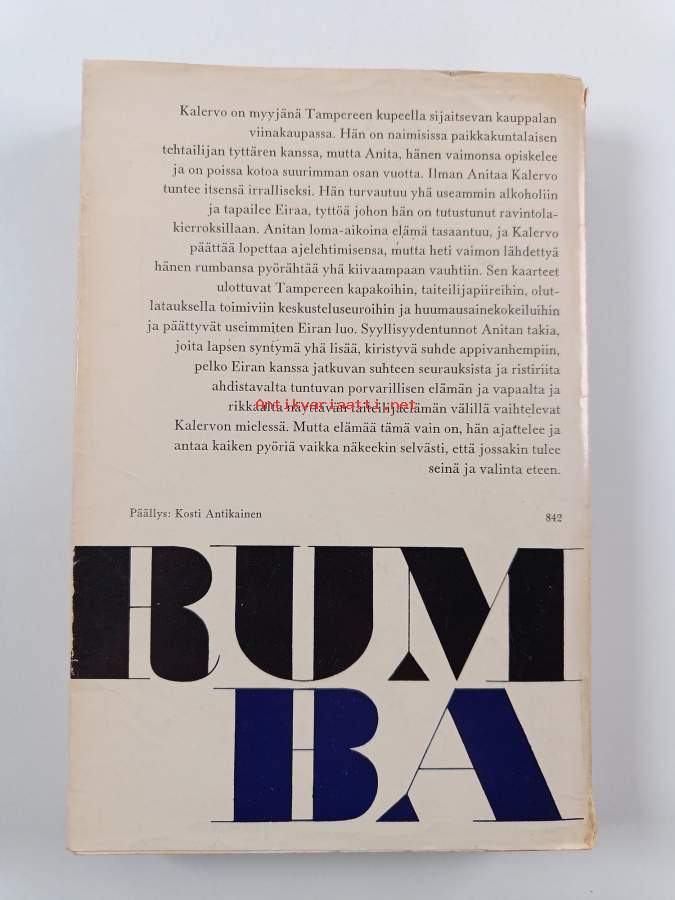 Kalervo on myyjänä Tampereen kupeella sijaitsevan kauppalan
viinakaupassa. Hän on naimisissa paikkakuntalaisen
tehtailijan tyttären kanssa, mutta Anita, hänen vaimonsa opiskelee
ja on poissa kotoa suurimman osan vuotta. Ilman Anitaa Kalervo
tuntee itsensä irralliseksi. Hän turvautuu yhä useammin alkoholiin
ja tapailee Eiraa, tyttöä johon hän on tutustunut ravintola-
kierroksillaan. Anitan loma-aikoina elämä tasaantuu, ja Kalervo
päättää lopettaa ajelehtimisensa, mutta heti vaimon lähdettyä
hänen rumbansa pyörähtää yhä kiivaampaan vauhtiin. Sen kaarteet
ulottuvat Tampereen kapakoihin, taiteilijapiireihin, olut-
latauksella toimiviin keskusteluseuroihin ja huumausainekokeiluihin
ja päättyvät useimmiten Eiran luo. Syyllisyydentunnot Anitan takia,
joita lapsen syntymä yhä lisää, kiristyvä suhde appivanhempiin,
pelko Eiran kanssa jatkuvan suhteen seurauksista ja ristiriita
ahdistavalta tuntuvan porvarillisen elämän ja vapaalta ja
rikkaalta näyttävän taiteilijaelämän välillä vaihtelevat
Antikvariaatti.net
Kalervon mielessä. Mutta elämää tämä vain on, hän ajattelee ja
antaa kaiken pyöriä vaikka näkeekin selvästi, että jossakin tulee
seinä ja valinta eteen.
Päällys: Kosti Antikainen
842
RUM
BA